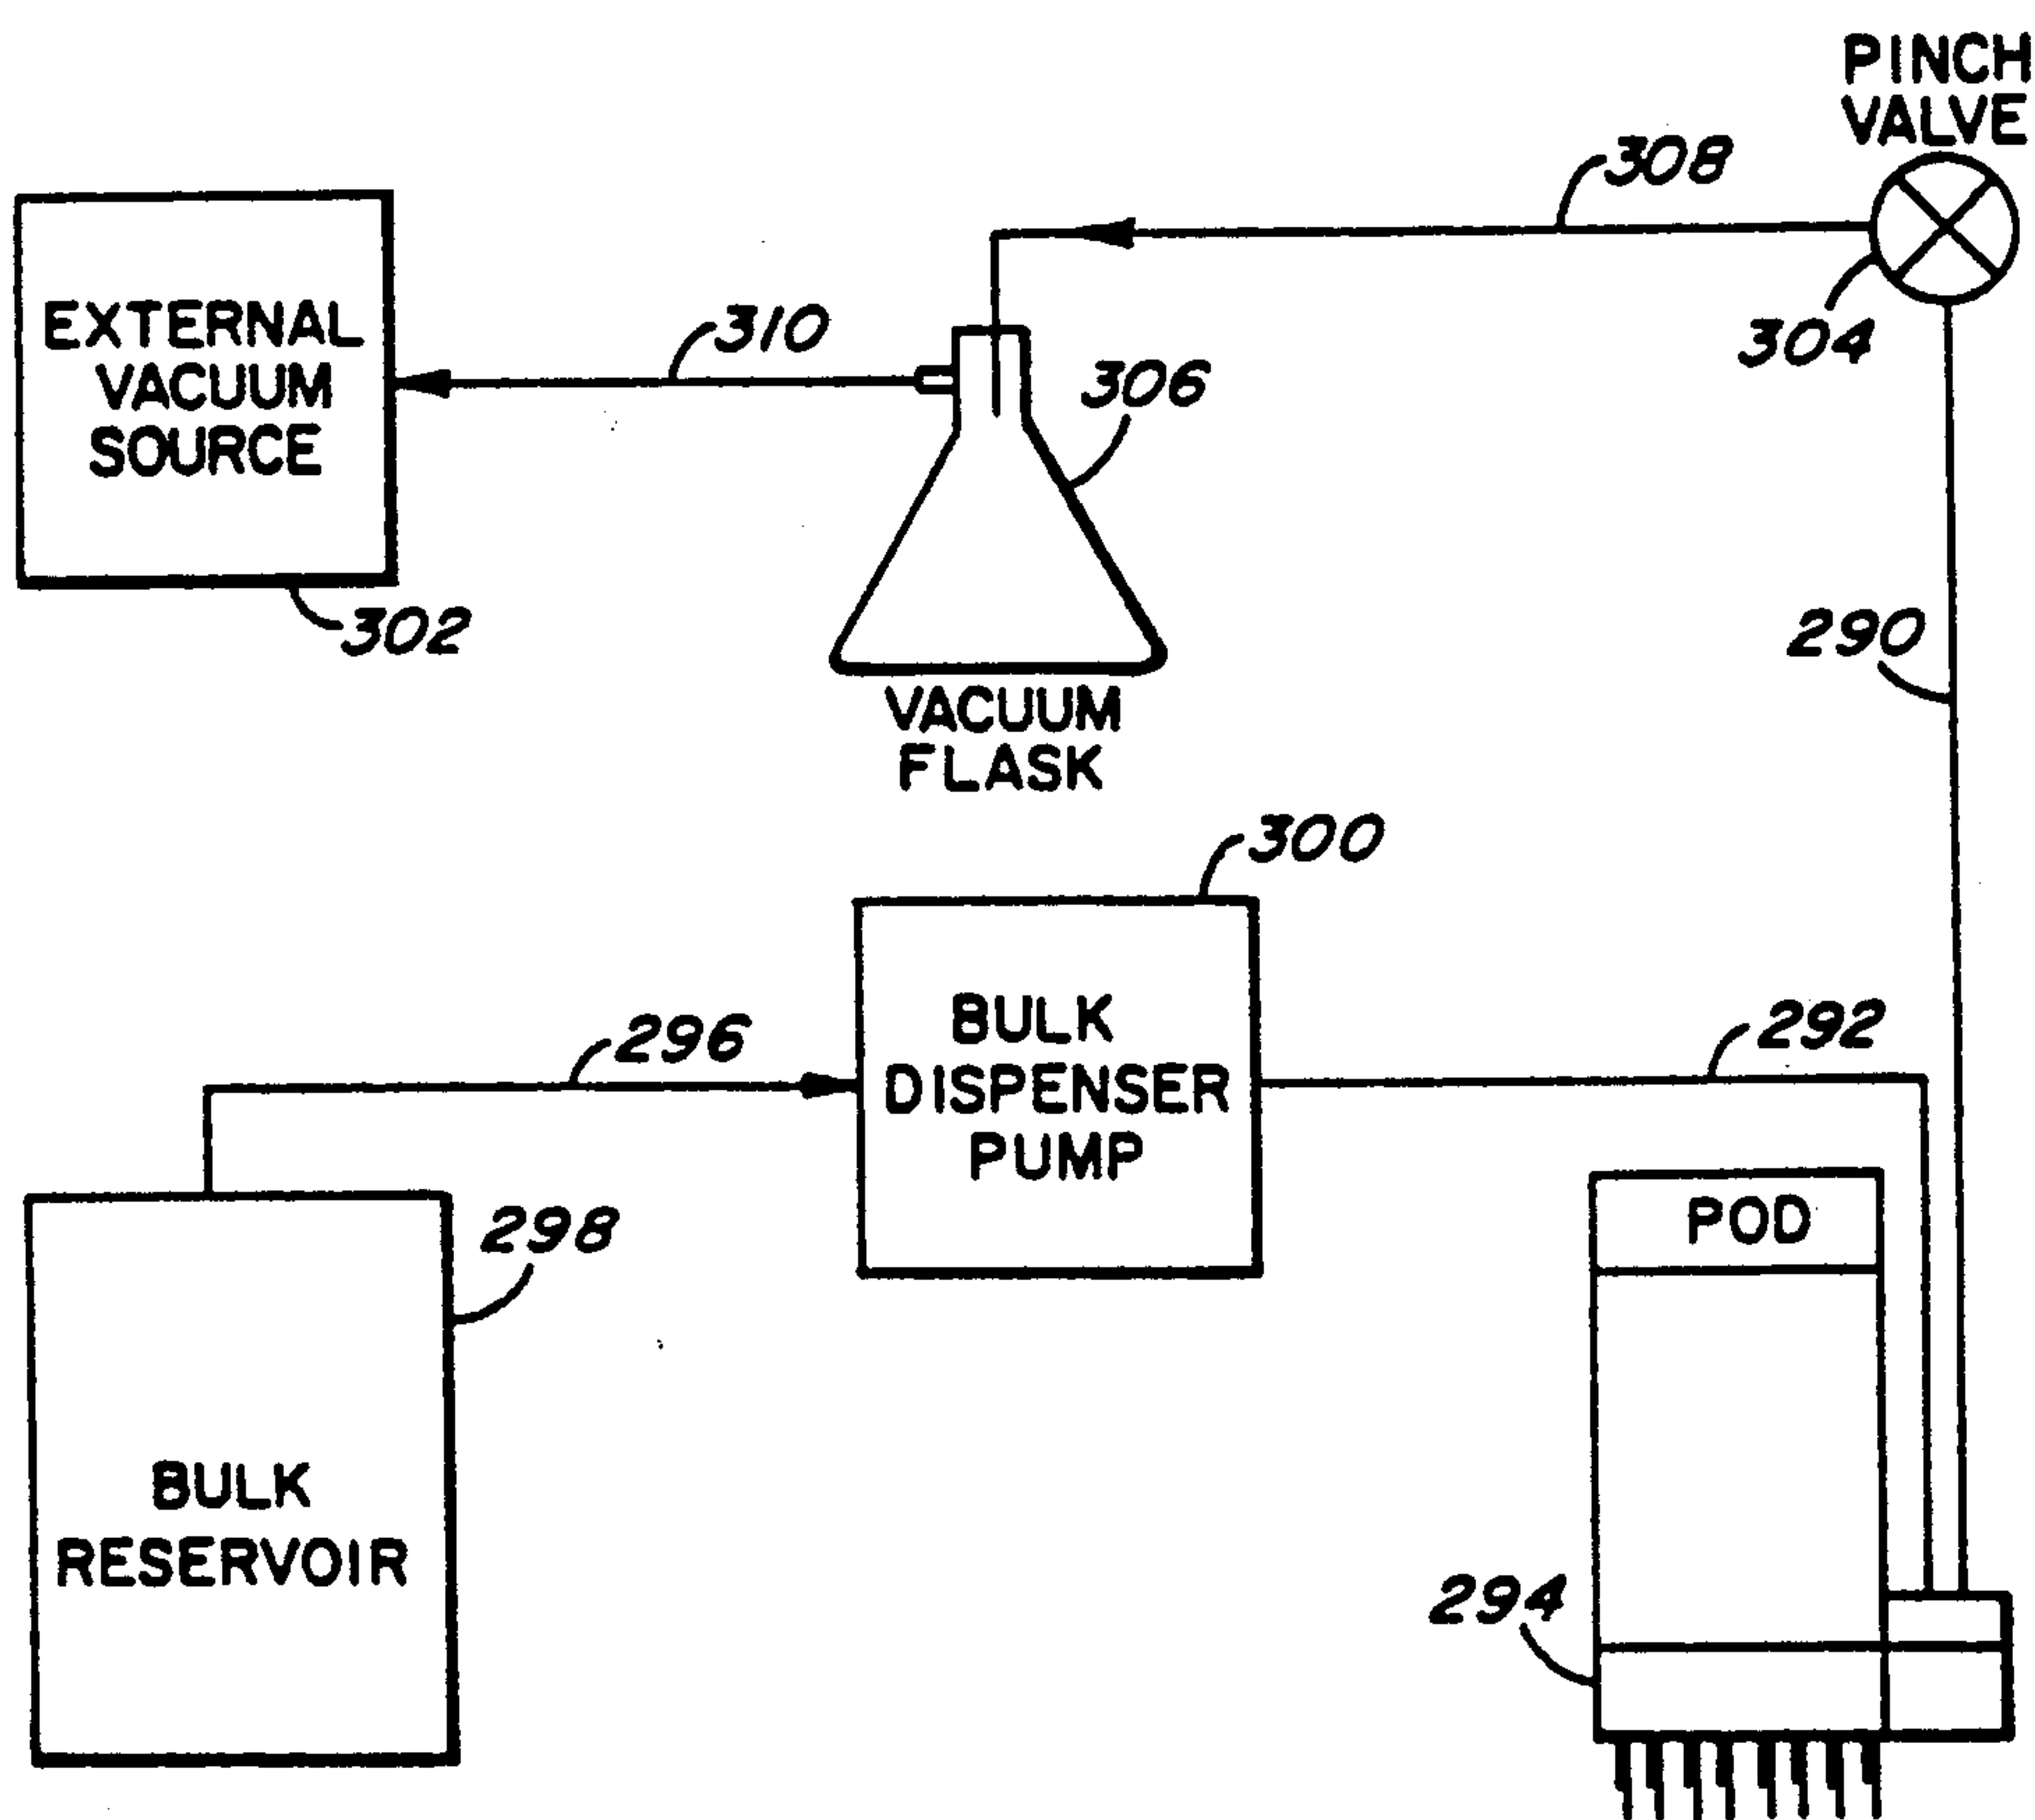 PINCH
VALVE
308
304
EXTERNAL
VACUUM
SOURCE
302
310
306
VACUUM
FLASK
290
300
BULK
DISPENSER
PUMP
296
292
298
BULK
RESERVOIR
POD
294